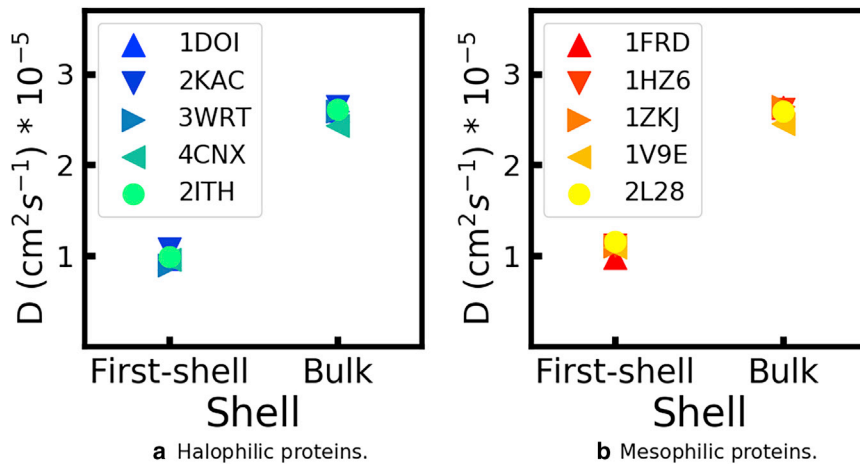 D (cm²s⁻¹) * 10⁻⁵
3
2
1
1DOI
2KAC
3WRT
4CNX
2ITH
First-shell Bulk
Shell
a Halophilic proteins.
D (cm²s⁻¹) * 10⁻⁵
3
2
1
1FRD
1HZ6
1ZKJ
1V9E
2L28
First-shell Bulk
Shell
b Mesophilic proteins.